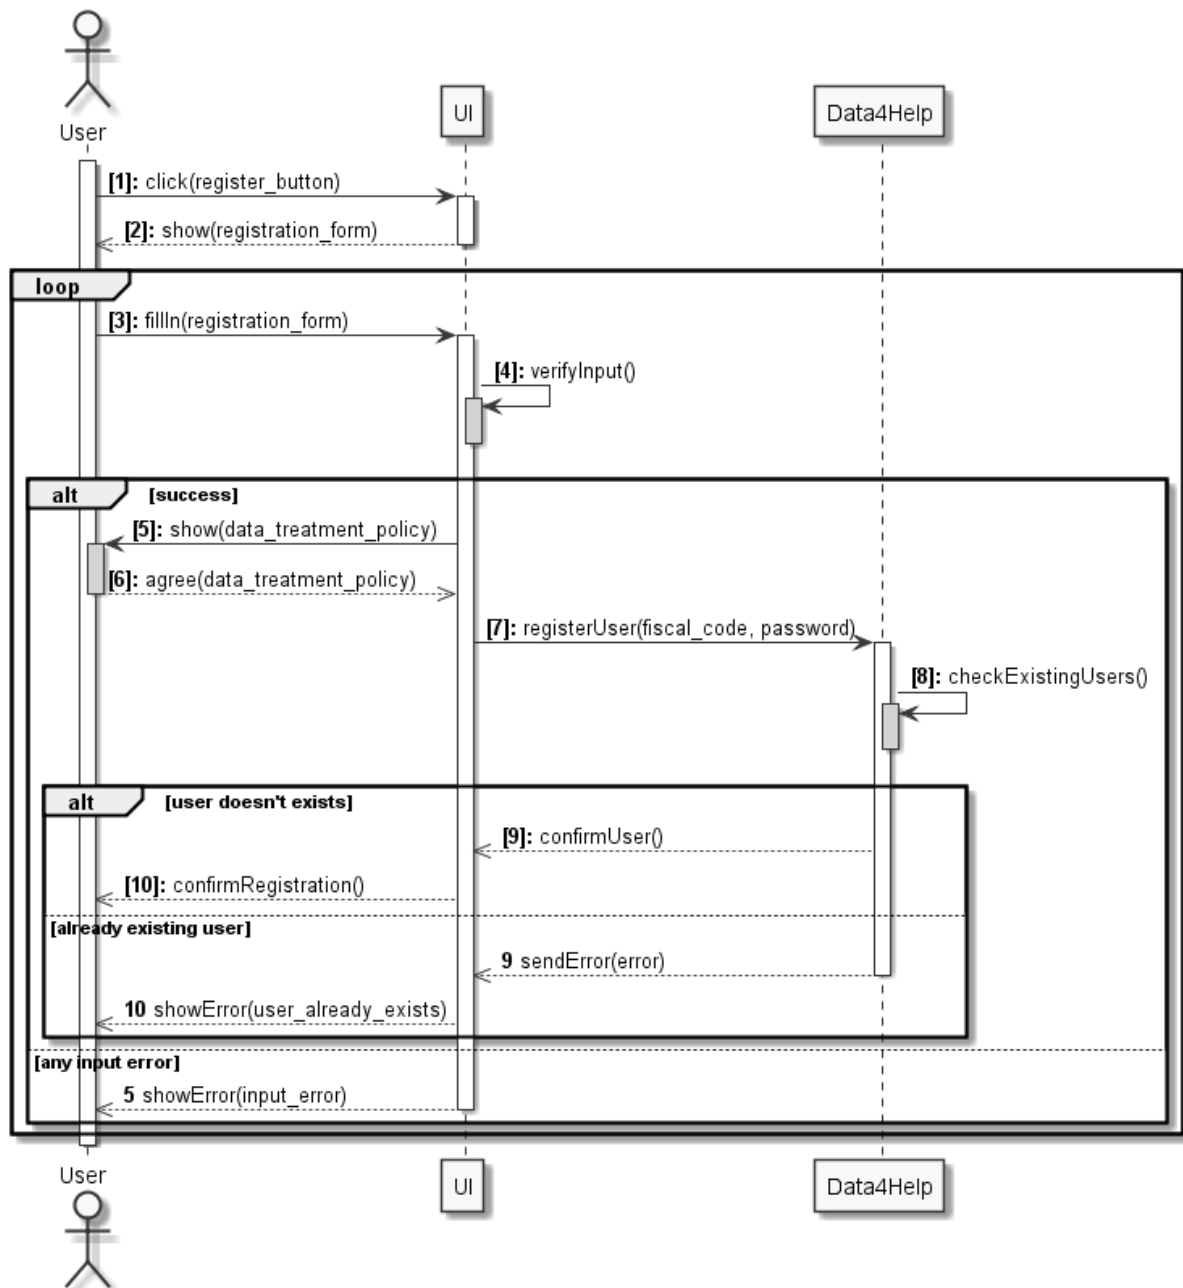 User
UI
Data4Help
[1]: click(register_button)
[2]: show(registration_form)
loop
[3]: fillIn(registration_form)
[4]: verifyInput()
alt [success]
[5]: show(data_treatment_policy)
[6]: agree(data_treatment_policy)
[7]: registerUser(fiscal_code, password)
[8]: checkExistingUsers()
alt [user doesn't exists]
[9]: confirmUser()
[10]: confirmRegistration()
[already existing user]
9 sendError(error)
10 showError(user_already_exists)
[any input error]
5 showError(input_error)
User
UI
Data4Help